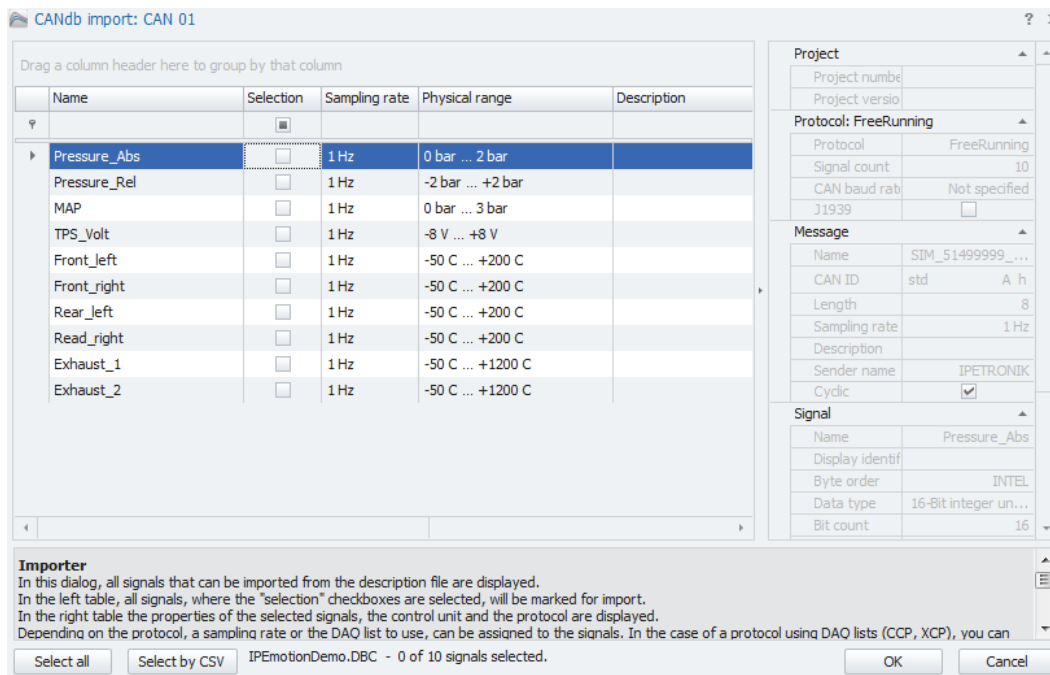 CANdb import: CAN 01
?
Drag a column header here to group by that column
Name Selection Sampling rate Physical range Description
Pressure_Abs 1 Hz 0 bar ... 2 bar
Pressure_Rel 1 Hz -2 bar ... +2 bar
MAP 1 Hz 0 bar ... 3 bar
TPS_Volt 1 Hz -8 V ... +8 V
Front_left 1 Hz -50 C ... +200 C
Front_right 1 Hz -50 C ... +200 C
Rear_left 1 Hz -50 C ... +200 C
Read_right 1 Hz -50 C ... +200 C
Exhaust_1 1 Hz -50 C ... +1200 C
Exhaust_2 1 Hz -50 C ... +1200 C
Project
Project numbe
Project versio
Protocol: FreeRunning
Protocol FreeRunning
Signal count 10
CAN baud rat Not specified
J1939
Message
Name SIM_51499999_...
CAN ID std A h
Length 8
Sampling rate 1 Hz
Description
Sender name IPETRONIK
Cyclic
Signal
Name Pressure_Abs
Display identif
Byte order INTEL
Data type 16-Bit integer un...
Bit count 16
Importer
In this dialog, all signals that can be imported from the description file are displayed.
In the left table, all signals, where the "selection" checkboxes are selected, will be marked for import.
In the right table the properties of the selected signals, the control unit and the protocol are displayed.
Depending on the protocol, a sampling rate or the DAQ list to use, can be assigned to the signals. In the case of a protocol using DAQ lists (CCP, XCP), you can
Select all Select by CSV IPEmotionDemo.DBC - 0 of 10 signals selected. OK Cancel